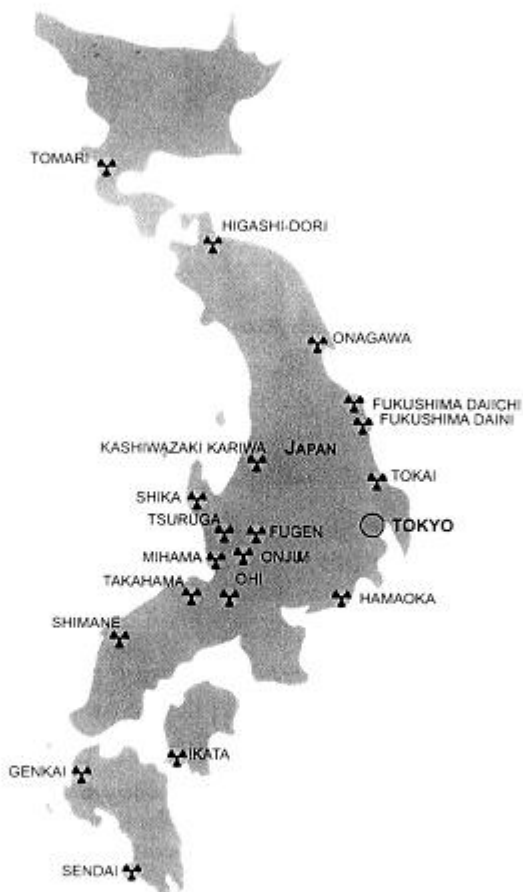 TOMARI
HIGASHI-DORI
ONAGAWA
FUKUSHIMA DAIICHI
FUKUSHIMA DAINI
KASHIWAZAKI KARIWA
JAPAN
TOKAI
SHIKA
TSURUGA
FUGEN
TOKYO
MIHAMA
ONJIM
OHI
TAKAHAMA
HAMAOKA
SHIMANE
IKATA
GENKAI
SENDAI